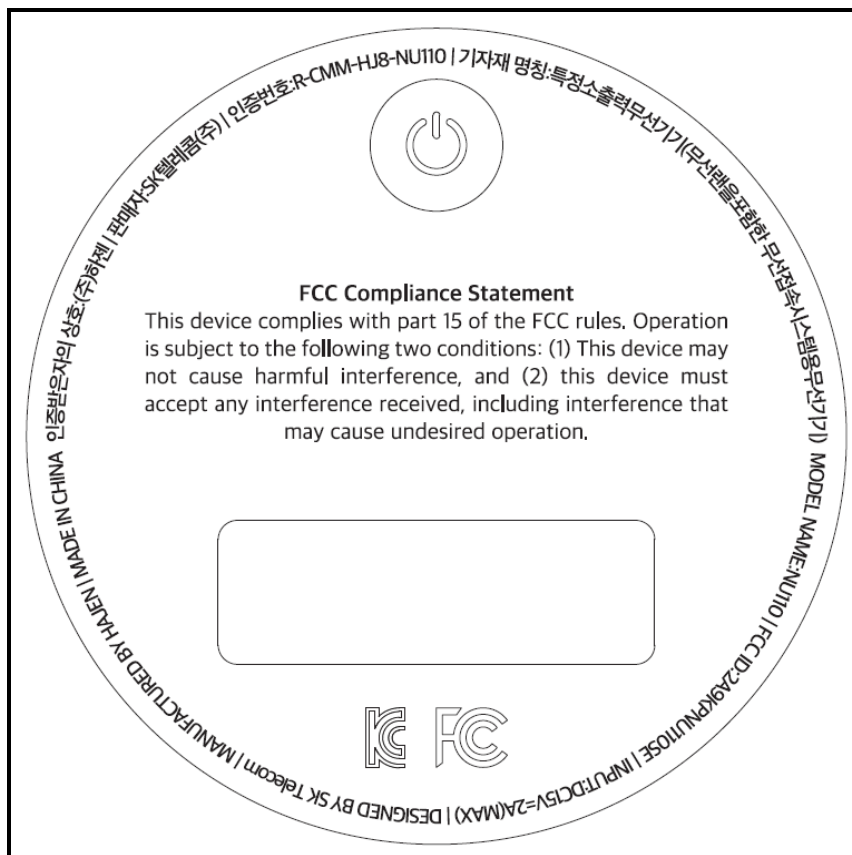 인증받은자의 상호:(주)하젠 | 판매자:SK텔레콤(주) | 인증번호:R-CMM-HJ8-NU110 | 기자재 명칭:특정소출력무선기기(무선랜을포함한 무선접속시스템용무선기기)
MODEL NAME:NU110 | FCC ID:2A9KPNU110SE | INPUT:DC15V=2A(MAX) | DESIGNED BY SK Telecom | MANUFACTURED BY HAJEN | MADE IN CHINA
FCC Compliance Statement
This device complies with part 15 of the FCC rules. Operation
is subject to the following two conditions: (1) This device may
not cause harmful interference, and (2) this device must
accept any interference received, including interference that
may cause undesired operation.
KC FC